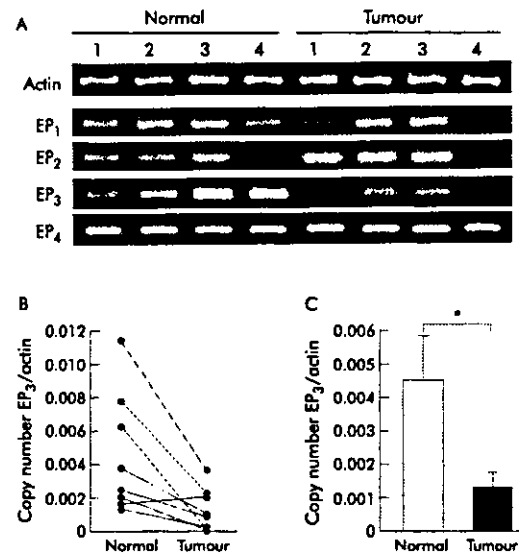 A
Normal Tumour
1 2 3 4 1 2 3 4
Actin
EP1
EP2
EP3
EP4
B
Copy number EP3/actin
0.012
0.010
0.008
0.006
0.004
0.002
0
Normal Tumour
C
Copy number EP3/actin
0.006
0.005
0.004
0.003
0.002
0.001
0
*
Normal Tumour